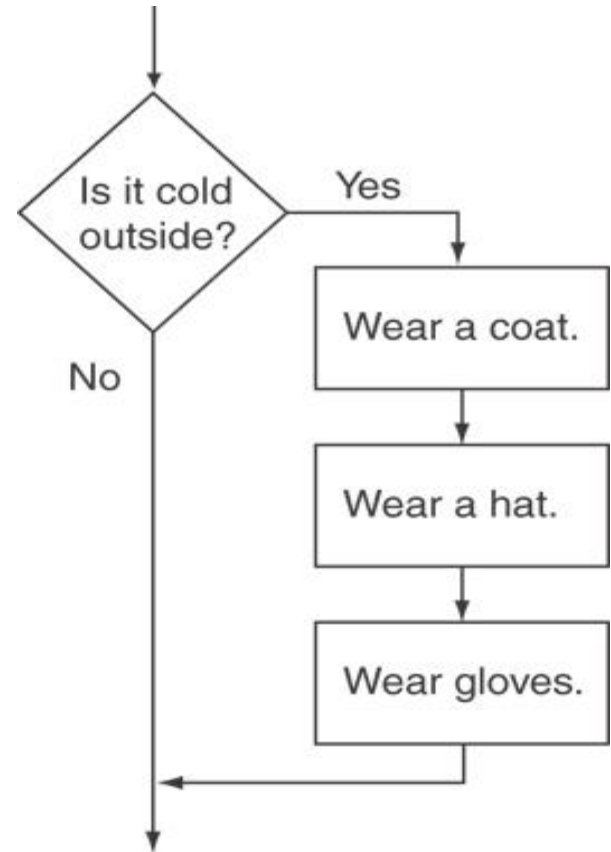 Is it cold
outside?
Yes
Wear a coat.
No
Wear a hat.
Wear gloves.